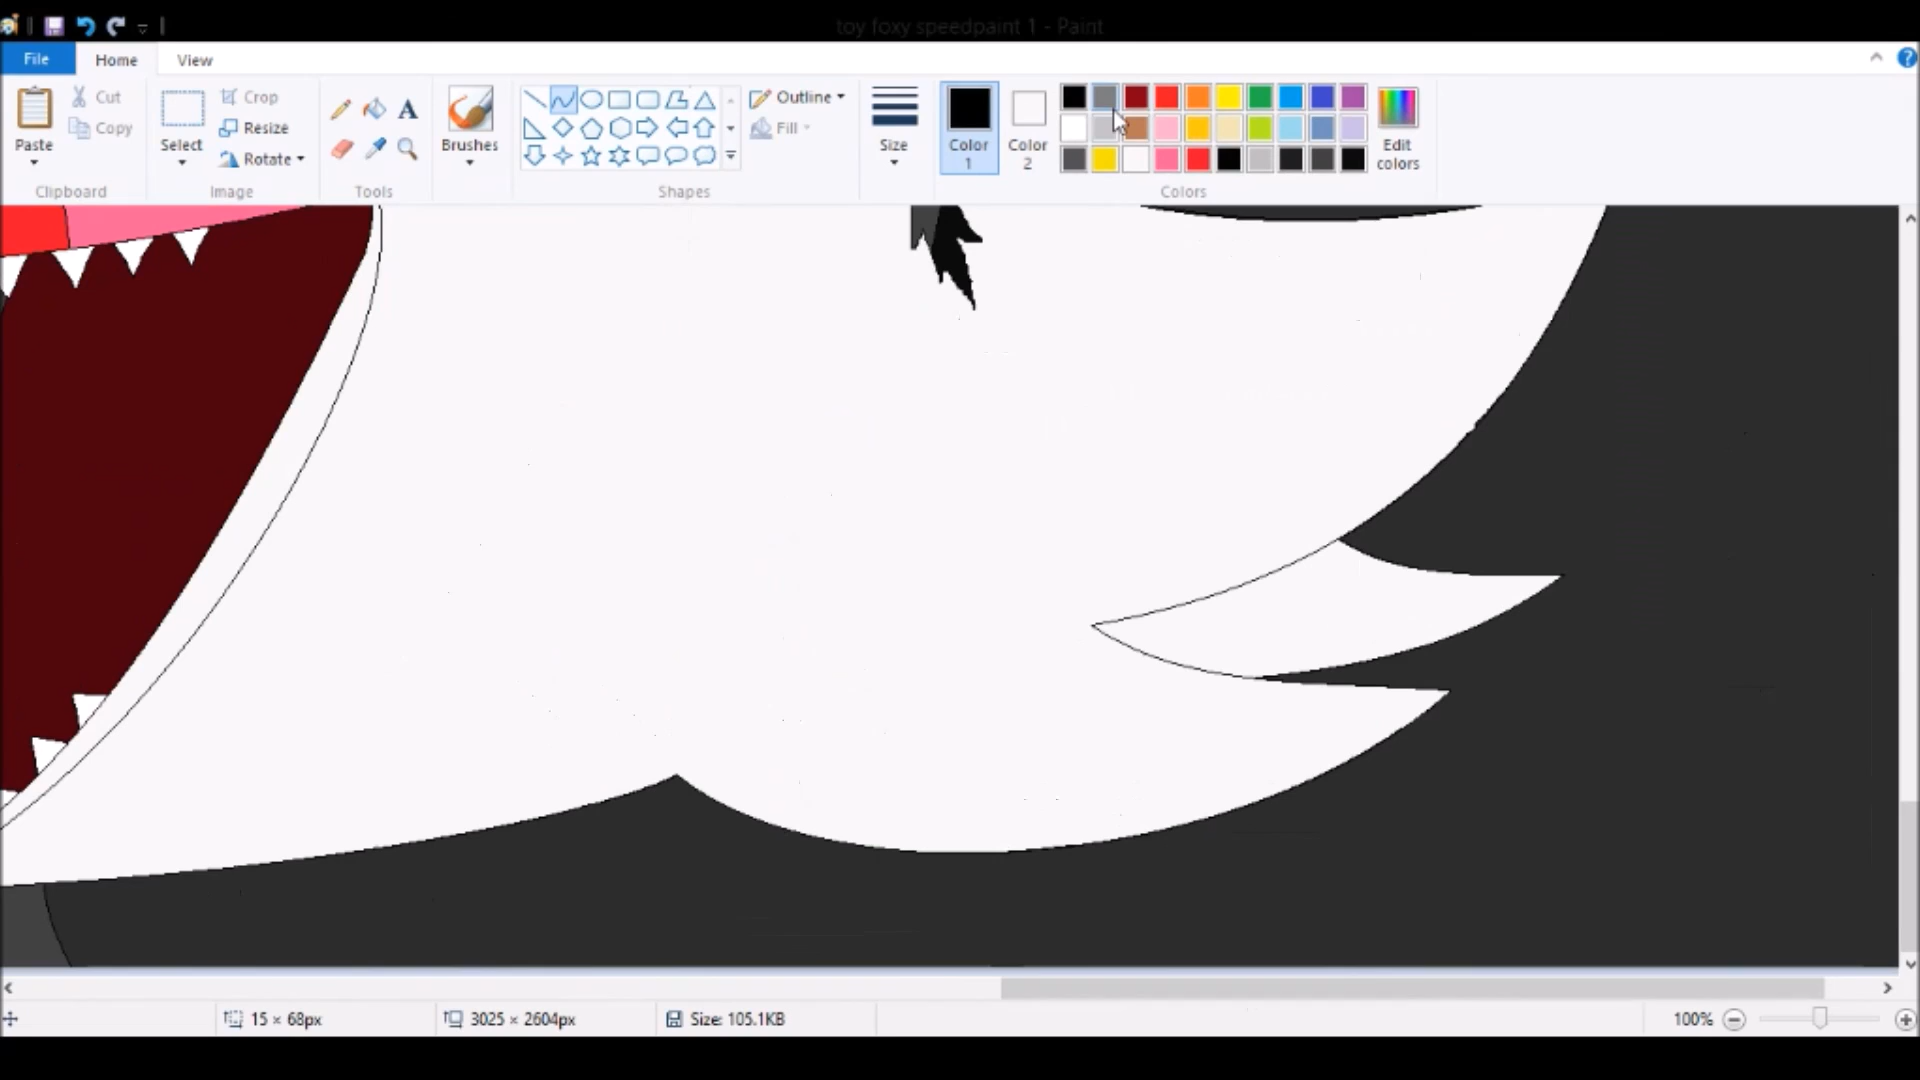 toy foxy speedpaint 1 - Paint
File Home View
Paste
Cut
Copy
Clipboard
Select
Crop
Resize
Rotate
Image
A
Tools
Brushes
Shapes
Outline
Fill
Size
Color 1
Color 2
Edit colors
Colors
15 × 68px
3025 × 2604px
Size: 105.1KB
100%